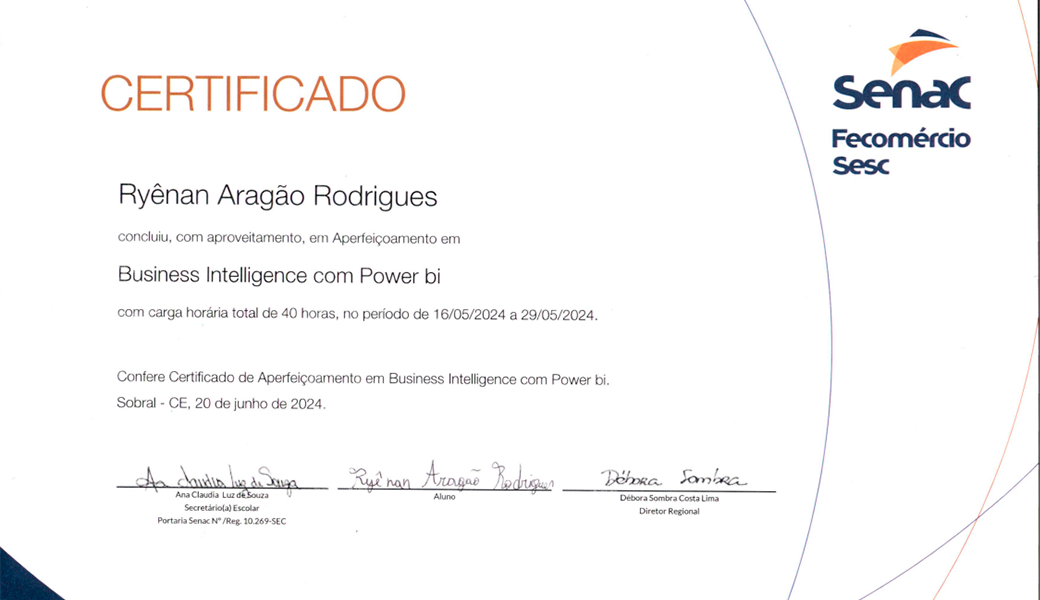 CERTIFICADO
Senac
Fecomércio
Sesc
Ryênan Aragão Rodrigues
concluiu, com aproveitamento, em Aperfeiçoamento em
Business Intelligence com Power bi
com carga horária total de 40 horas, no período de 16/05/2024 a 29/05/2024.
Confere Certificado de Aperfeiçoamento em Business Intelligence com Power bi.
Sobral - CE, 20 de junho de 2024.
Ana Claudia Luz de Souza Ryênan Aragão Rodrigues Débora Sombra
Ana Claudia Luz de Souza Aluno Débora Sombra Costa Lima
Secretário(a) Escolar Diretor Regional
Portaria Senac Nº /Reg. 10.269-SEC